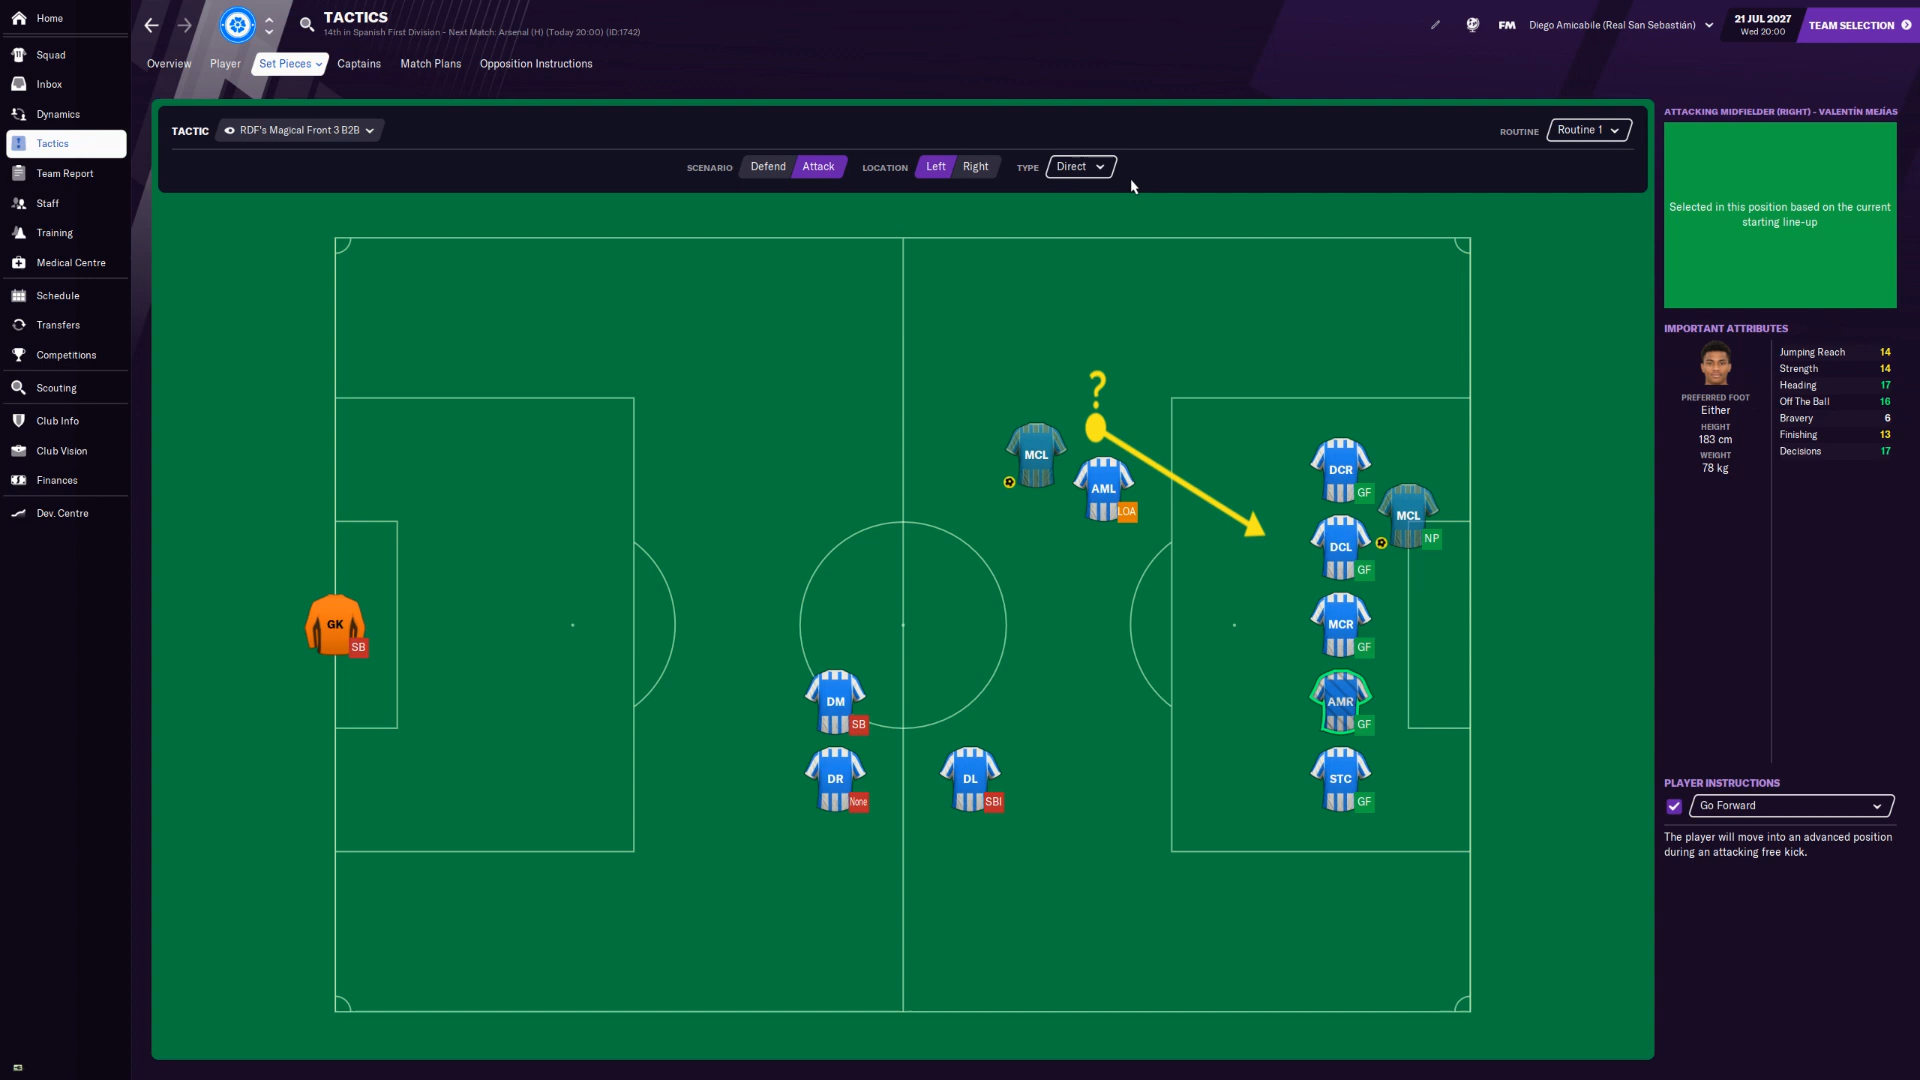 Home
Squad
Inbox
Dynamics
Tactics
Team Report
Staff
Training
Medical Centre
Schedule
Transfers
Competitions
Scouting
Club Info
Club Vision
Finances
Dev. Centre
TACTICS
14th in Spanish First Division - Next Match: Arsenal (H) (Today 20:00) (ID:1742)
FM
Diego Amicabile (Real San Sebastián)
21 JUL 2027
Wed 20:00
TEAM SELECTION
Overview
Player
Set Pieces
Captains
Match Plans
Opposition Instructions
TACTIC
RDF's Magical Front 3 B2B
ROUTINE
Routine 1
SCENARIO
Defend
Attack
LOCATION
Left
Right
TYPE
Direct
?
MCL
AML
LOA
DCR
GF
MCL
NP
DCL
GF
GK
SB
MCR
GF
DM
SB
AMR
GF
DR
None
DL
SBI
STC
GF
ATTACKING MIDFIELDER (RIGHT) - VALENTÍN MEJÍAS
Selected in this position based on the current
starting line-up
IMPORTANT ATTRIBUTES
PREFERRED FOOT
Either
HEIGHT
183 cm
WEIGHT
78 kg
Jumping Reach 14
Strength 14
Heading 17
Off The Ball 16
Bravery 6
Finishing 13
Decisions 17
PLAYER INSTRUCTIONS
Go Forward
The player will move into an advanced position
during an attacking free kick.